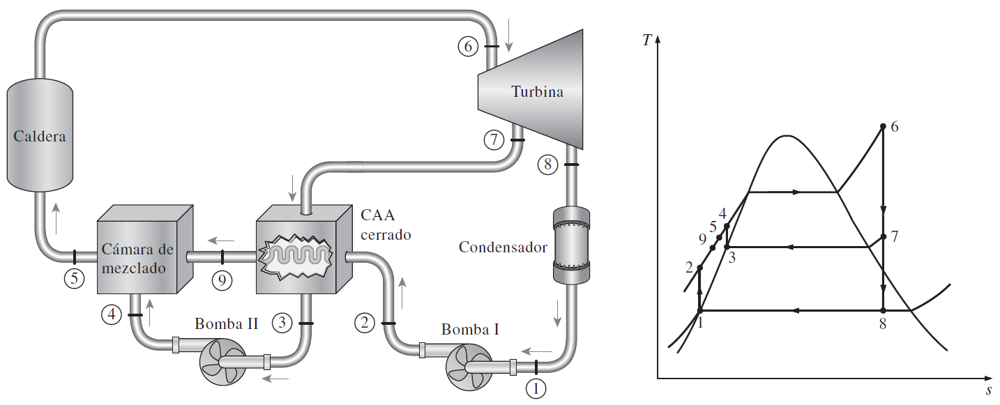 6
Turbina
Caldera
7
8
CAA
cerrado
Cámara de
mezclado
Condensador
5
9
4
Bomba II
3
2
Bomba I
1
T
6
4
5
9
7
3
2
1
8
s